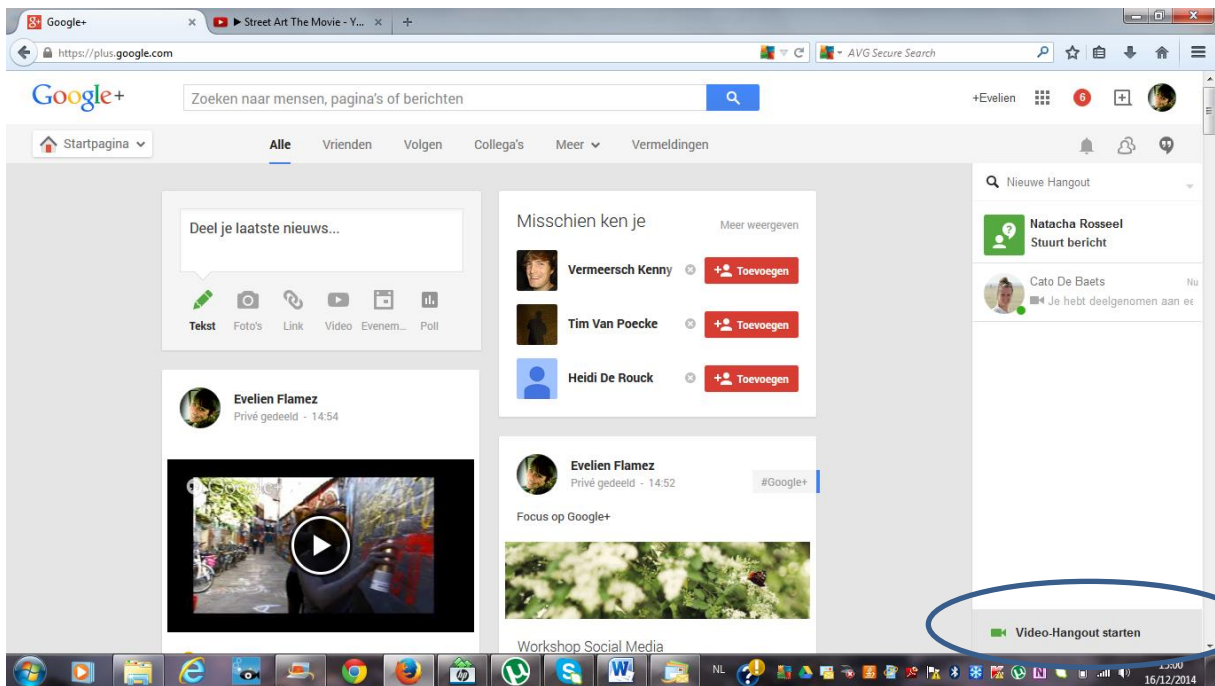 Google+
▶ Street Art The Movie - Y...
https://plus.google.com
AVG Secure Search
Google+
Zoeken naar mensen, pagina's of berichten
+Evelien
6
Startpagina
Alle Vrienden Volgen Collega's Meer Vermeldingen
Deel je laatste nieuws...
Tekst Foto's Link Video Evenem... Poll
Evelien Flamez
Privé gedeeld - 14:54
Google+
Misschien ken je Meer weergeven
Vermeersch Kenny Toevoegen
Tim Van Poecke Toevoegen
Heidi De Rouck Toevoegen
Evelien Flamez
Privé gedeeld - 14:52
#Google+
Focus op Google+
Workshop Social Media
Nieuwe Hangout
Natacha Rosseel
Stuurt bericht
Cato De Baets Nu
Je hebt deelgenomen aan ee
Video-Hangout starten
NL
15:00
16/12/2014